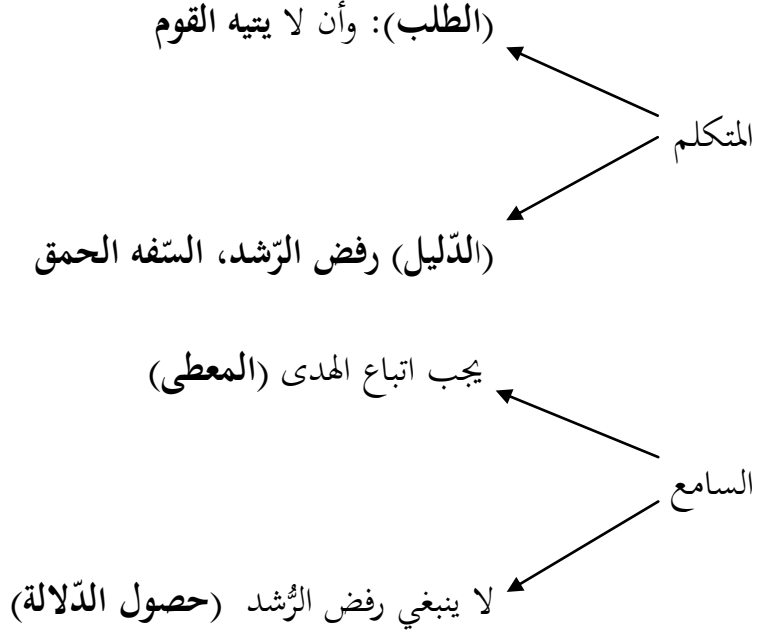 (الطلب): وأن لا يتيه القوم
المتكلم
(الدّليل) رفض الرّشد، السّفه الحمق
يجب اتباع الهدى (المعطى)
السامع
لا ينبغي رفض الرُّشد (حصول الدّلالة)